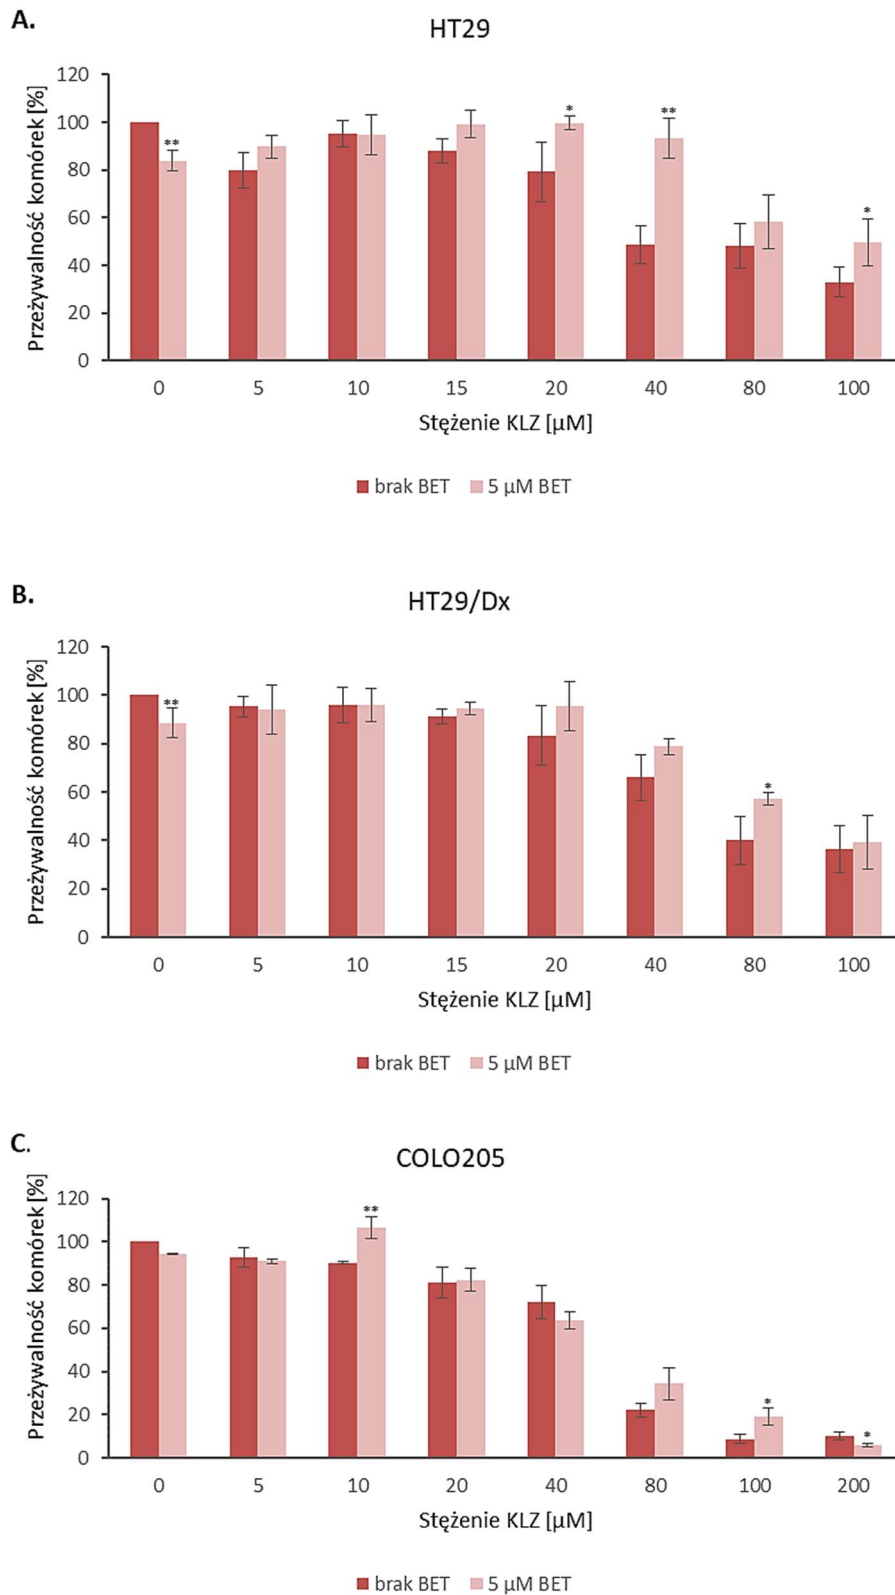 A.
HT29
Przeżywalność komórek [%]
120
100
80
60
40
20
0
** * ** *
0 5 10 15 20 40 80 100
Stężenie KLZ [µM]
brak BET 5 µM BET
B.
HT29/Dx
Przeżywalność komórek [%]
120
100
80
60
40
20
0
** *
0 5 10 15 20 40 80 100
Stężenie KLZ [µM]
brak BET 5 µM BET
C.
COLO205
Przeżywalność komórek [%]
120
100
80
60
40
20
0
** * *
0 5 10 20 40 80 100 200
Stężenie KLZ [µM]
brak BET 5 µM BET